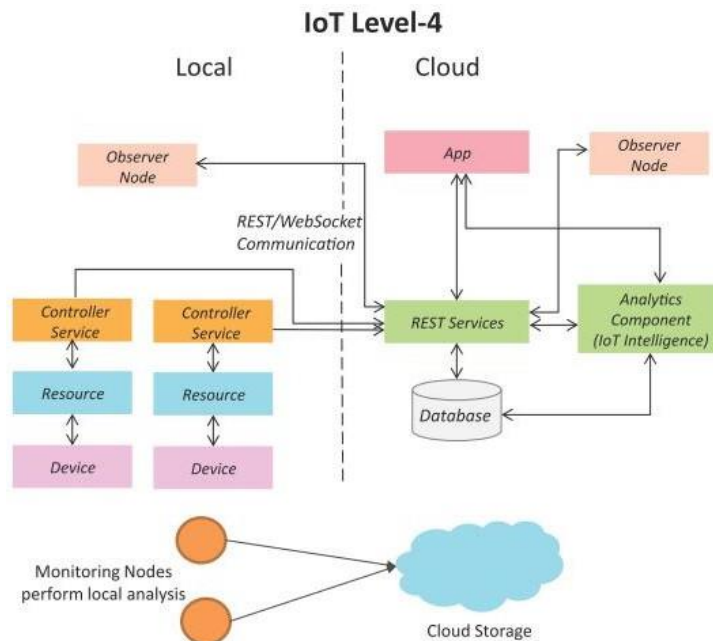 IoT Level-4
Local
Cloud
Observer
Node
App
Observer
Node
REST/WebSocket
Communication
Controller
Service
Controller
Service
REST Services
Analytics
Component
(IoT Intelligence)
Resource
Resource
Database
Device
Device
Monitoring Nodes
perform local analysis
Cloud Storage